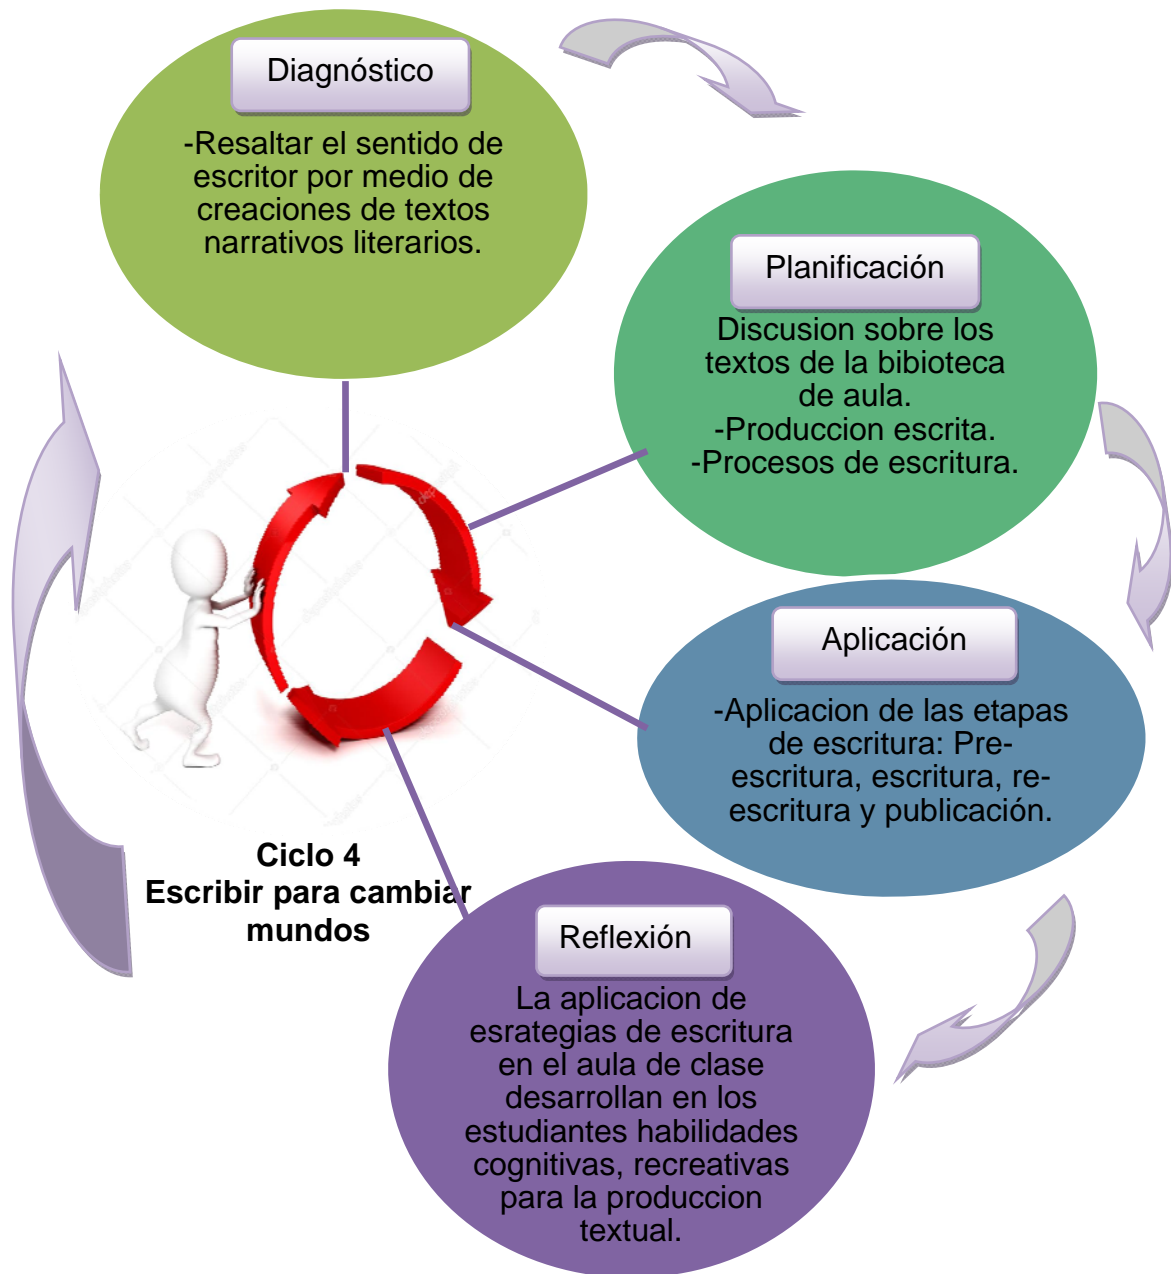 Diagnóstico
-Resaltar el sentido de
escritor por medio de
creaciones de textos
narrativos literarios.
Planificación
Discusion sobre los
textos de la bibioteca
de aula.
-Produccion escrita.
-Procesos de escritura.
Aplicación
-Aplicacion de las etapas
de escritura: Pre-
escritura, escritura, re-
escritura y publicación.
Ciclo 4
Escribir para cambiar
mundos
Reflexión
La aplicacion de
esrategias de escritura
en el aula de clase
desarrollan en los
estudiantes habilidades
cognitivas, recreativas
para la produccion
textual.